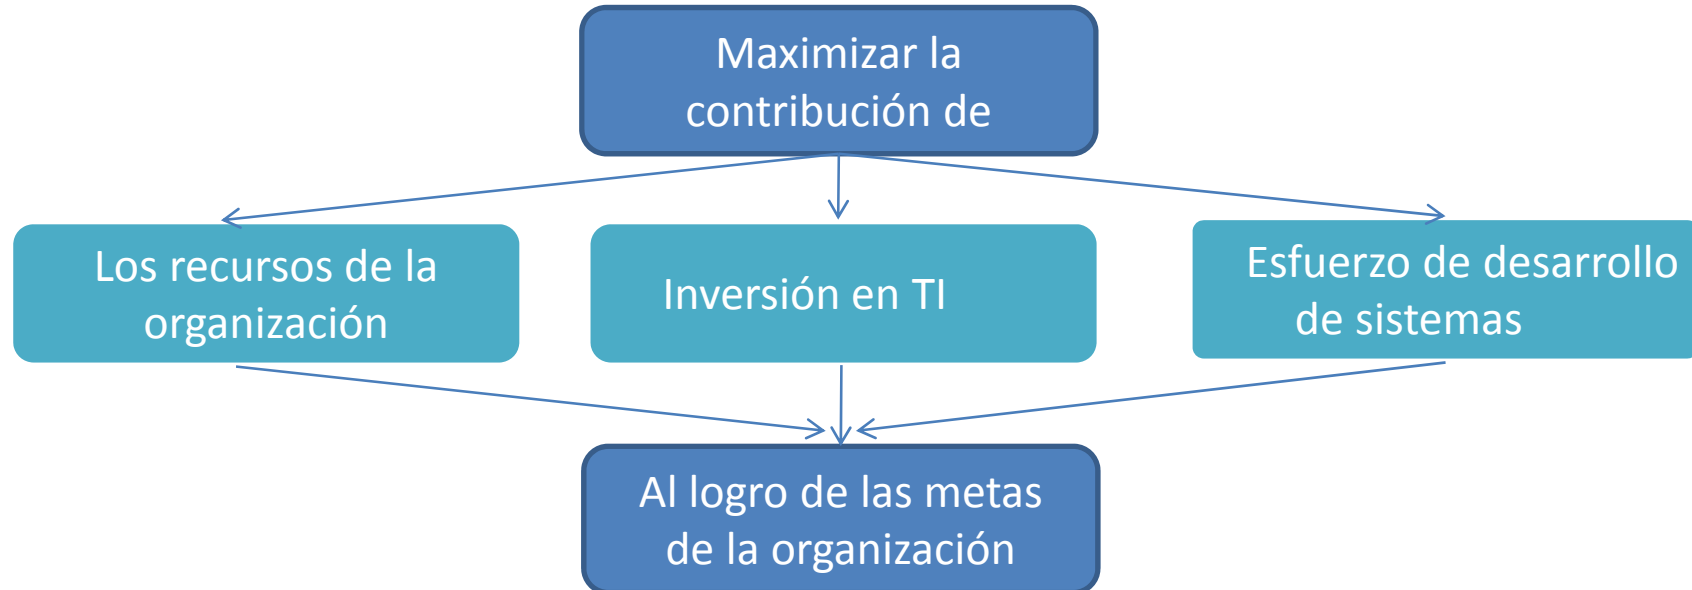 Maximizar la
contribución de
Los recursos de la
organización
Inversión en TI
Esfuerzo de desarrollo
de sistemas
Al logro de las metas
de la organización